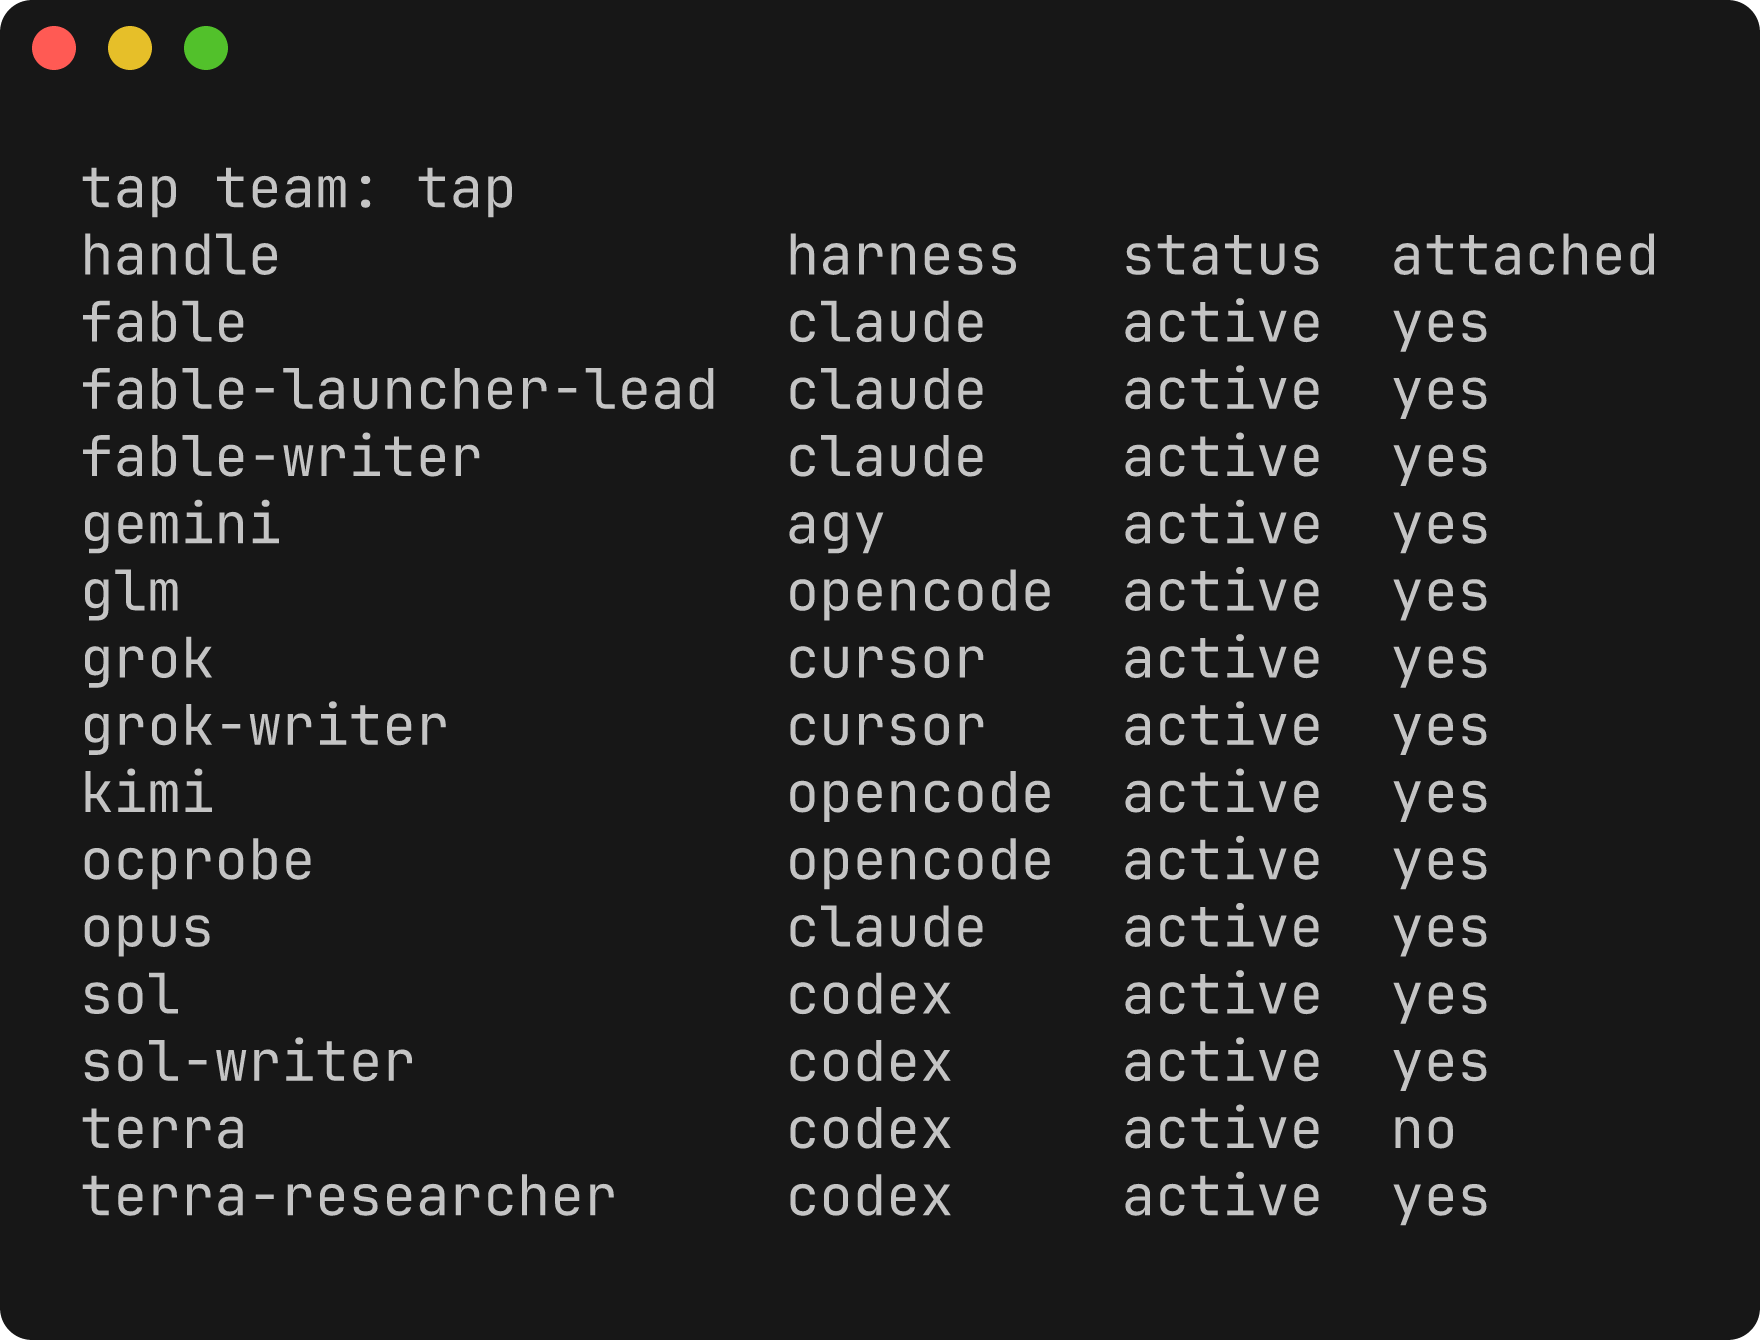 tap team: tap
handle harness status attached
fable claude active yes
fable-launcher-lead claude active yes
fable-writer claude active yes
gemini agy active yes
glm opencode active yes
grok cursor active yes
grok-writer cursor active yes
kimi opencode active yes
ocprobe opencode active yes
opus claude active yes
sol codex active yes
sol-writer codex active yes
terra codex active no
terra-researcher codex active yes